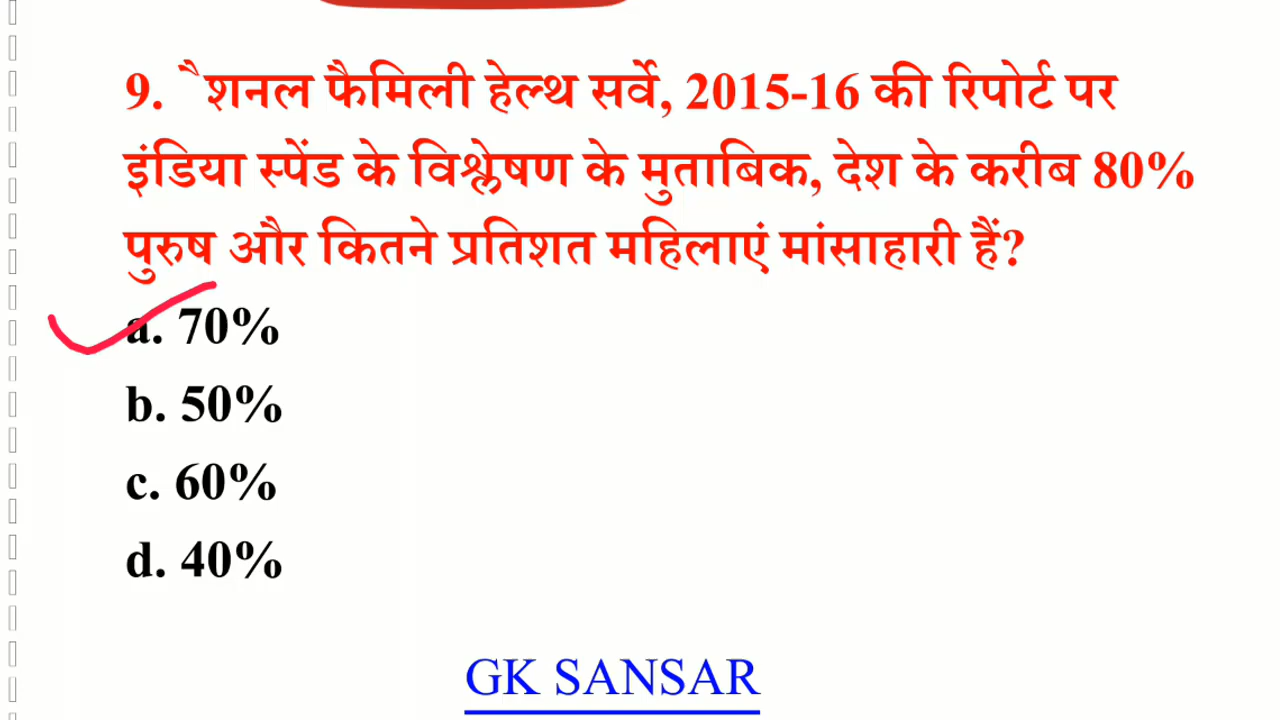 9. ैशनल फैमिली हेल्थ सर्वे, 2015-16 की रिपोर्ट पर
इंडिया स्पेंड के विश्लेषण के मुताबिक, देश के करीब 80%
पुरुष और कितने प्रतिशत महिलाएं मांसाहारी हैं?
a. 70%
b. 50%
c. 60%
d. 40%
GK SANSAR